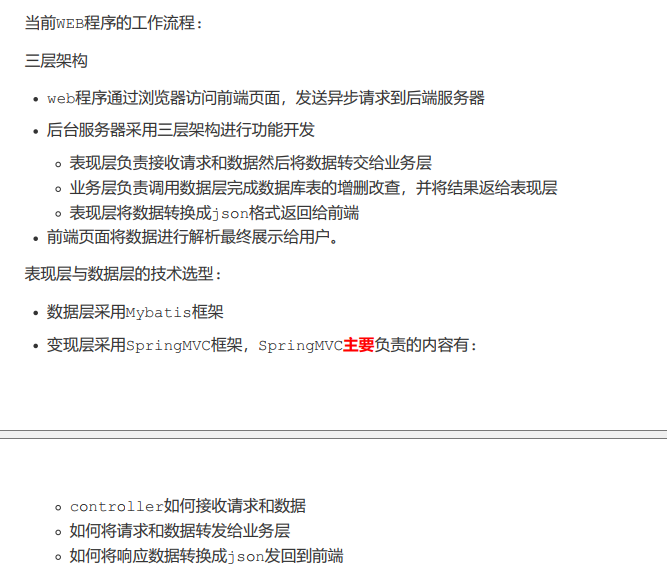 当前WEB程序的工作流程：
三层架构
• web程序通过浏览器访问前端页面，发送异步请求到后端服务器
• 后台服务器采用三层架构进行功能开发
◦ 表现层负责接收请求和数据然后将数据转交给业务层
◦ 业务层负责调用数据层完成数据库表的增删改查，并将结果返给表现层
◦ 表现层将数据转换成json格式返回给前端
• 前端页面将数据进行解析最终展示给用户。
表现层与数据层的技术选型：
• 数据层采用Mybatis框架
• 变现层采用SpringMVC框架，SpringMVC主要负责的内容有：
◦ controller如何接收请求和数据
◦ 如何将请求和数据转发给业务层
◦ 如何将响应数据转换成json发回到前端